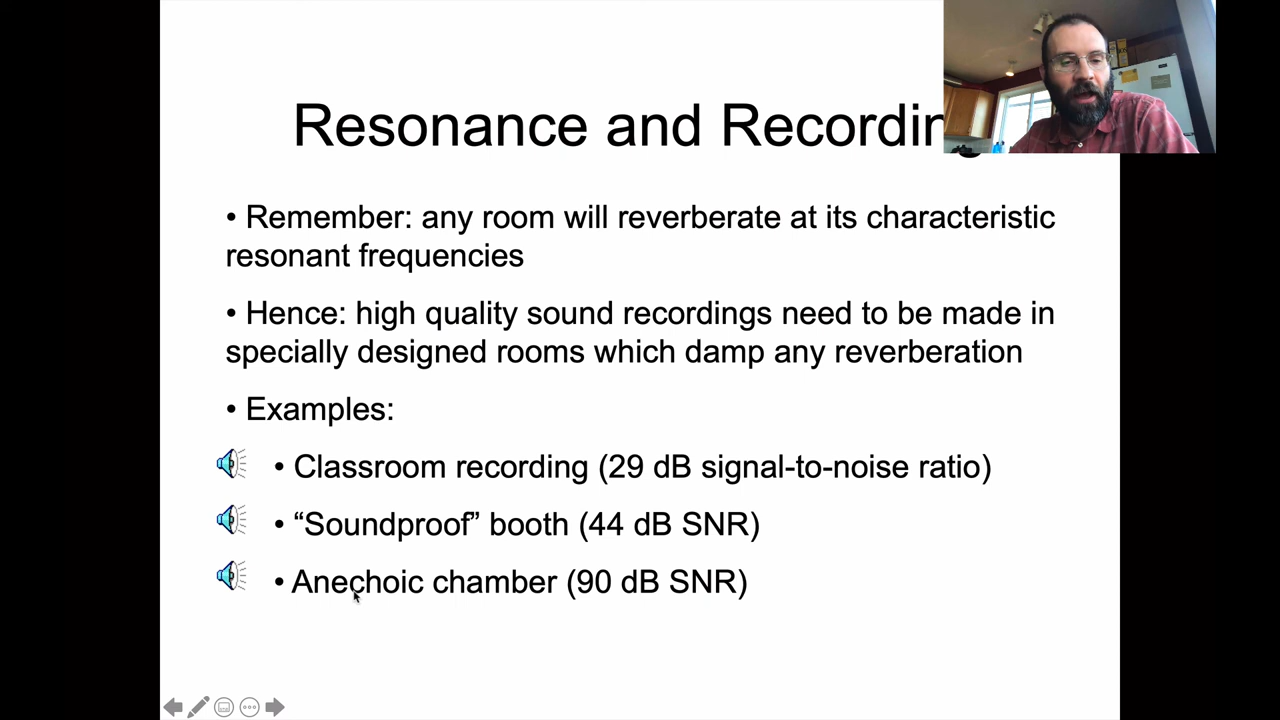 Resonance and Recording
• Remember: any room will reverberate at its characteristic
resonant frequencies
• Hence: high quality sound recordings need to be made in
specially designed rooms which damp any reverberation
• Examples:
• Classroom recording (29 dB signal-to-noise ratio)
• “Soundproof” booth (44 dB SNR)
• Anechoic chamber (90 dB SNR)